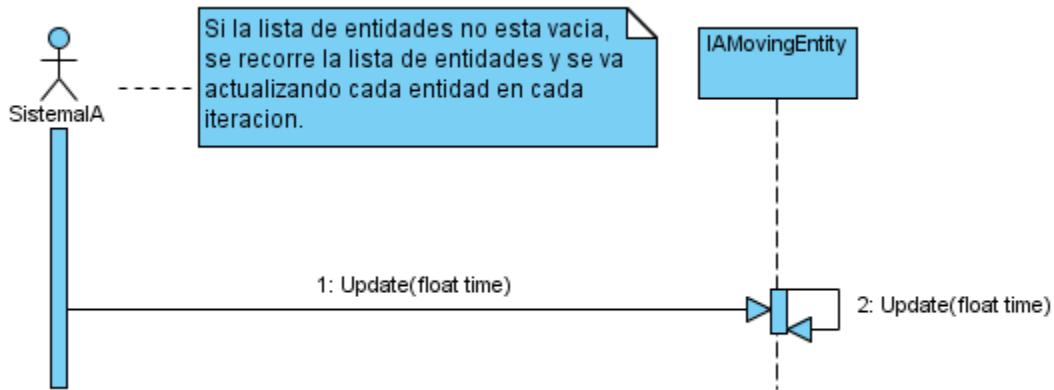 Si la lista de entidades no esta vacia,
se recorre la lista de entidades y se va
actualizando cada entidad en cada
iteracion.
SistemaIA
IAMovingEntity
1: Update(float time)
2: Update(float time)